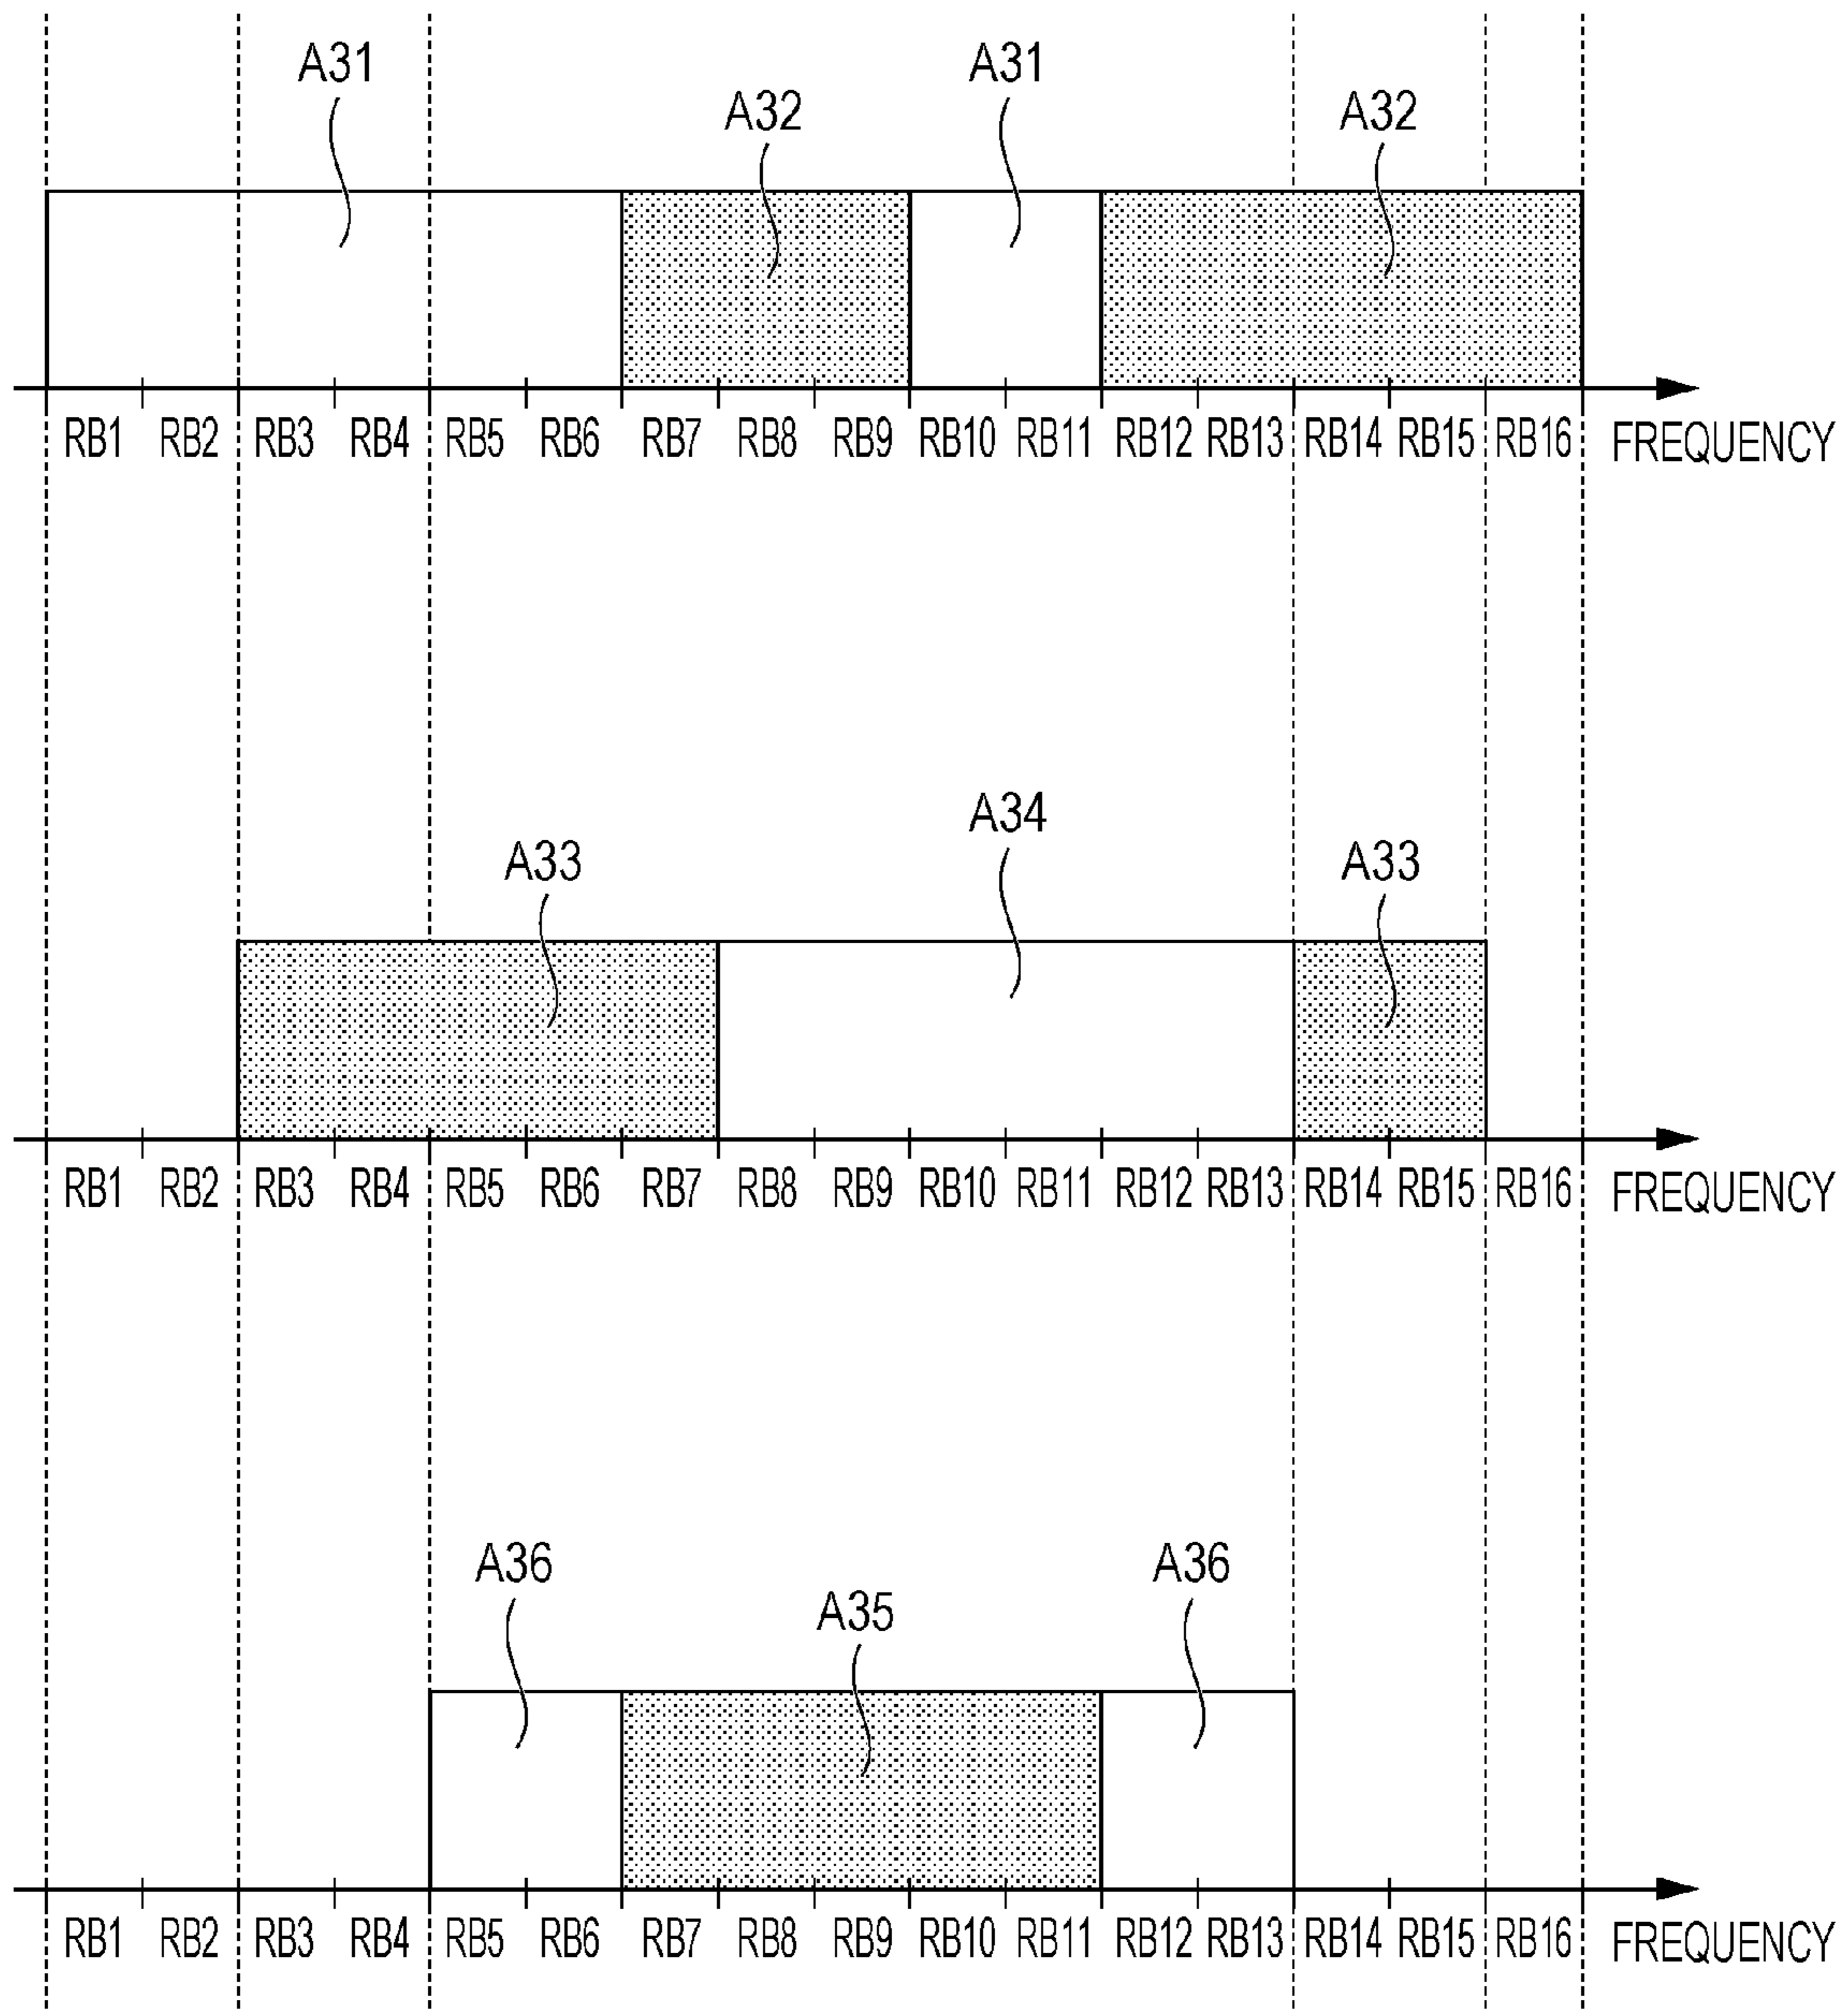 A31 A31
A32 A32
RB1 RB2 RB3 RB4 RB5 RB6 RB7 RB8 RB9 RB10 RB11 RB12 RB13 RB14 RB15 RB16 FREQUENCY
A34
A33 A33
RB1 RB2 RB3 RB4 RB5 RB6 RB7 RB8 RB9 RB10 RB11 RB12 RB13 RB14 RB15 RB16 FREQUENCY
A36 A36
A35
RB1 RB2 RB3 RB4 RB5 RB6 RB7 RB8 RB9 RB10 RB11 RB12 RB13 RB14 RB15 RB16 FREQUENCY